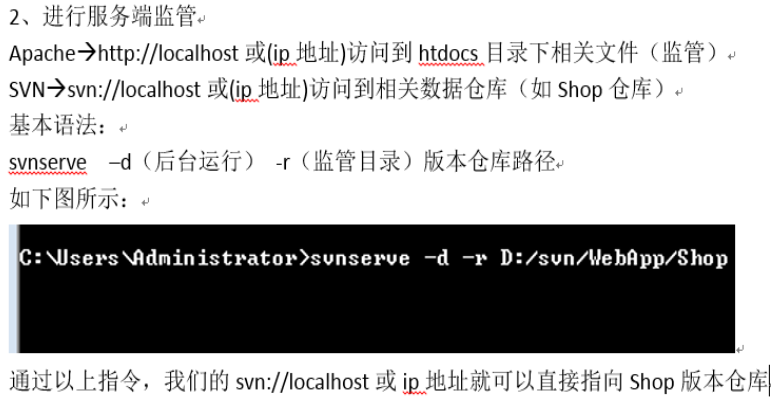 2、进行服务端监管
Apache→http://localhost 或(ip 地址)访问到 htdocs 目录下相关文件（监管）
SVN→svn://localhost 或(ip 地址)访问到相关数据仓库（如 Shop 仓库）
基本语法：
svnserve –d（后台运行） -r（监管目录）版本仓库路径
如下图所示：
C:\Users\Administrator>svnserve -d -r D:/svn/WebApp/Shop
通过以上指令，我们的 svn://localhost 或 ip 地址就可以直接指向 Shop 版本仓库